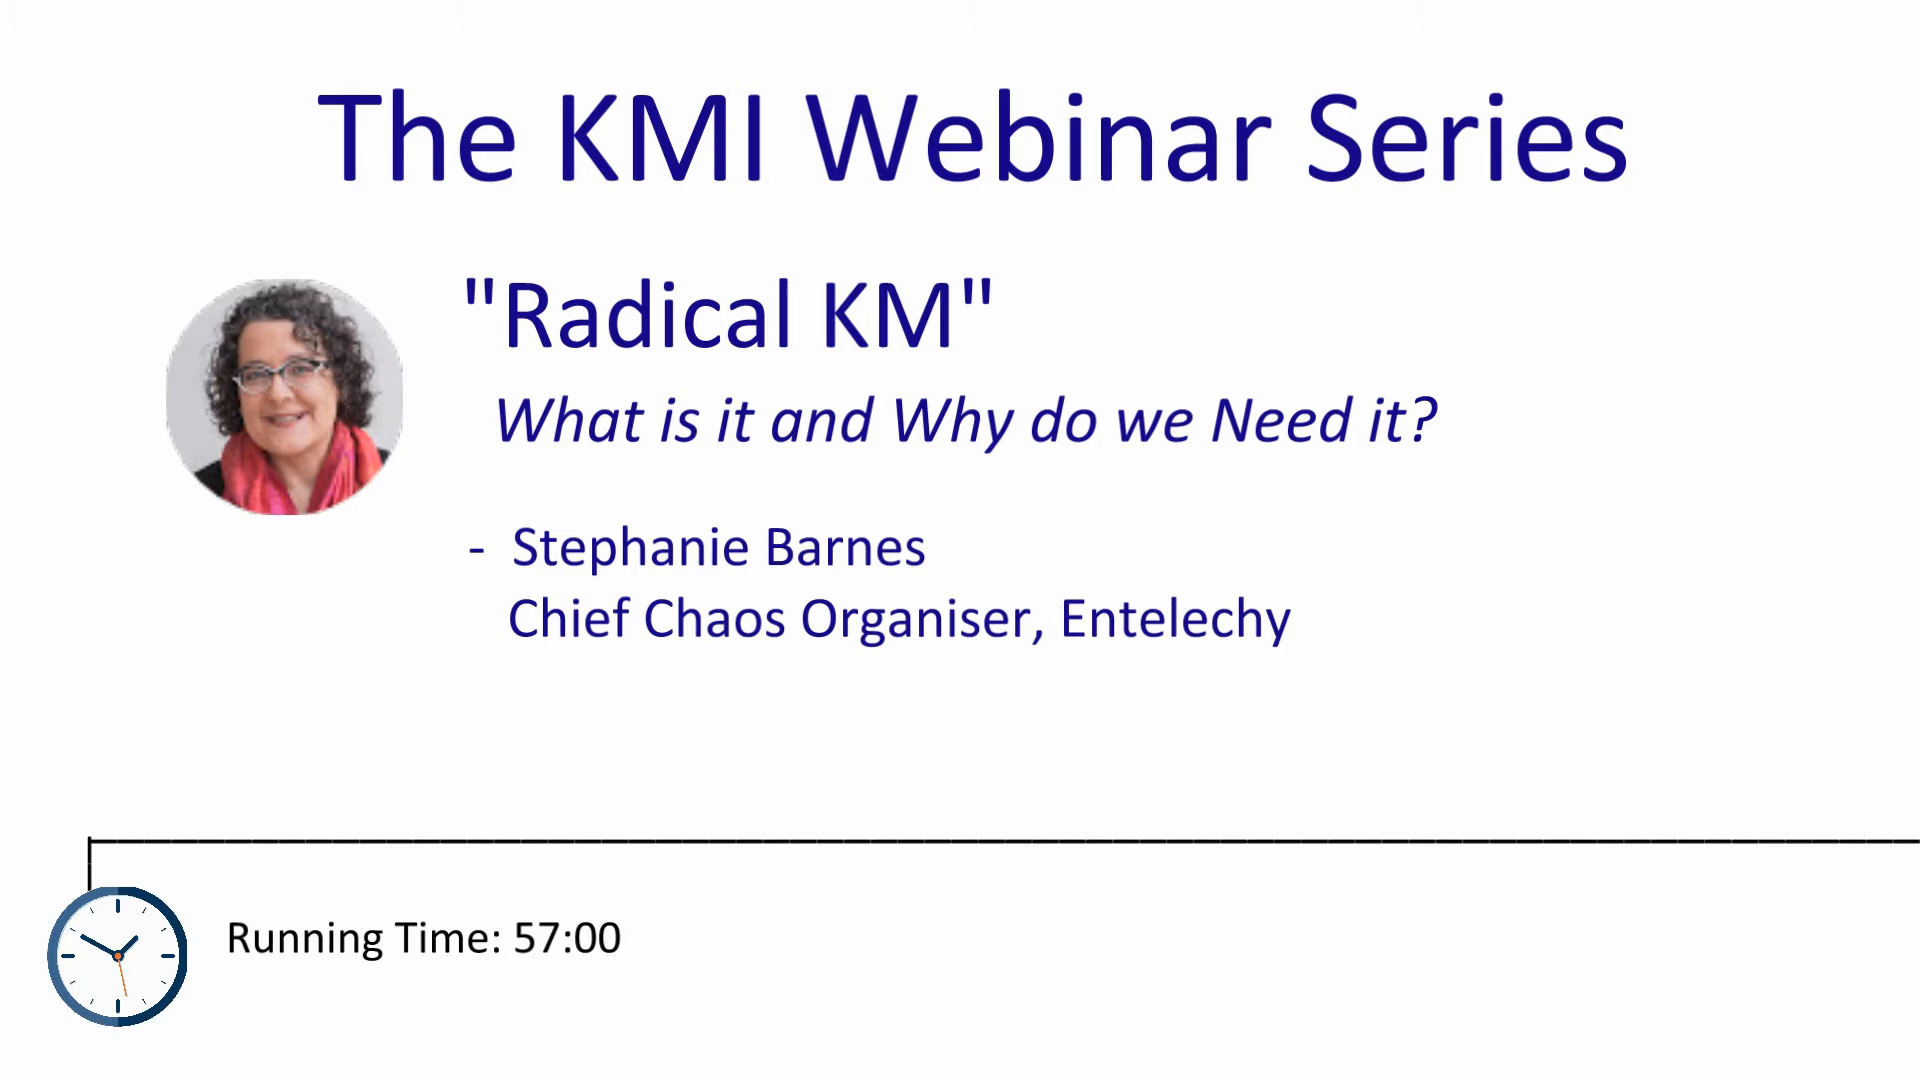 The KMI Webinar Series
"Radical KM"
What is it and Why do we Need it?
- Stephanie Barnes
Chief Chaos Organiser, Entelechy
Running Time: 57:00